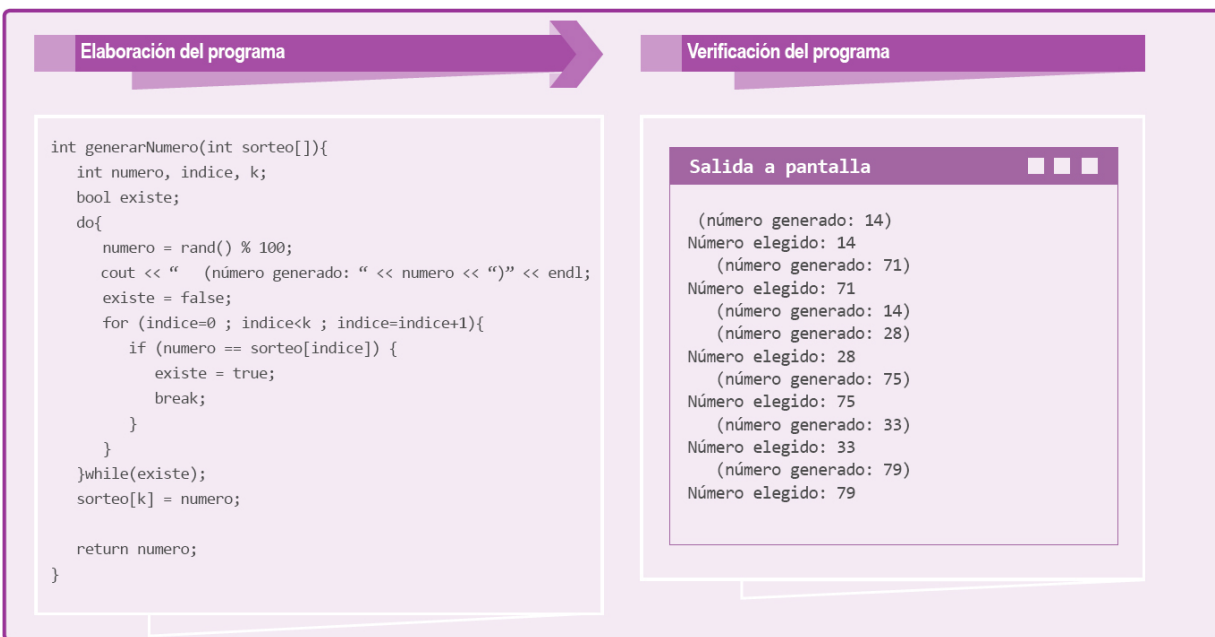 Elaboración del programa
int generarNumero(int sorteo[]){
int numero, indice, k;
bool existe;
do{
numero = rand() % 100;
cout << “   (número generado: “ << numero << “)” << endl;
existe = false;
for (indice=0 ; indice<k ; indice=indice+1){
if (numero == sorteo[indice]) {
existe = true;
break;
}
}
}while(existe);
sorteo[k] = numero;
return numero;
}
Verificación del programa
Salida a pantalla
(número generado: 14)
Número elegido: 14
(número generado: 71)
Número elegido: 71
(número generado: 14)
(número generado: 28)
Número elegido: 28
(número generado: 75)
Número elegido: 75
(número generado: 33)
Número elegido: 33
(número generado: 79)
Número elegido: 79